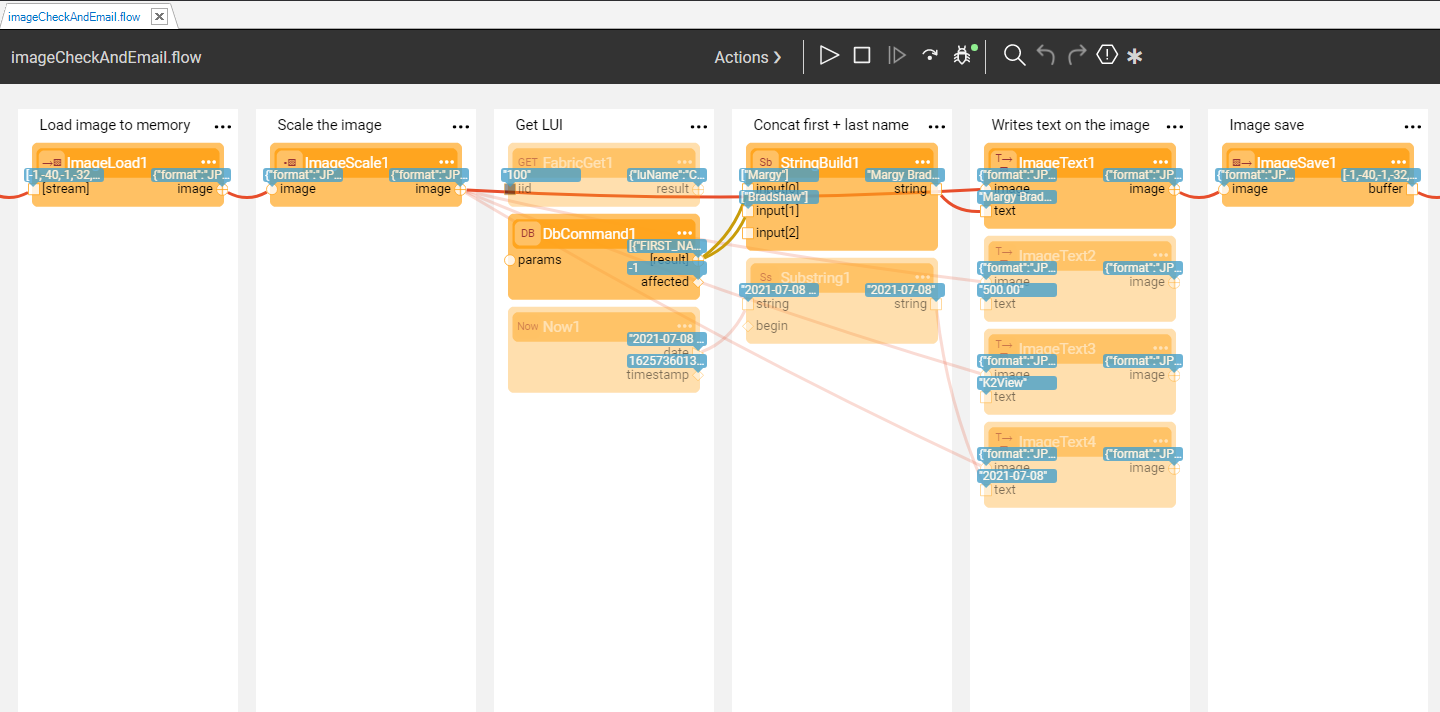 imageCheckAndEmail.flow
imageCheckAndEmail.flow
Actions
Load image to memory
ImageLoad1
[-1,-40,-1,-32,...
{"format":"JP...
[stream]
image
Scale the image
ImageScale1
{"format":"JP...
{"format":"JP...
image
image
Get LUI
GET FabricGet1
"100"
{"luName":"C...
iid
result
DB DbCommand1
[{"FIRST_NA...
params
[result]
-1
affected
Now Now1
"2021-07-08 ...
date
1625736013...
timestamp
Concat first + last name
Sb StringBuild1
["Margy"]
"Margy Brad...
input[0]
string
["Bradshaw"]
input[1]
input[2]
Ss Substring1
"2021-07-08 ...
"2021-07-08"
string
string
begin
Writes text on the image
T→ ImageText1
{"format":"JP...
{"format":"JP...
image
image
"Margy Brad...
text
T→ ImageText2
{"format":"JP...
{"format":"JP...
image
image
"500.00"
text
T→ ImageText3
{"format":"JP...
{"format":"JP...
image
image
"K2View"
text
T→ ImageText4
{"format":"JP...
{"format":"JP...
image
image
"2021-07-08"
text
Image save
ImageSave1
{"format":"JP...
[-1,-40,-1,-32,...
image
buffer